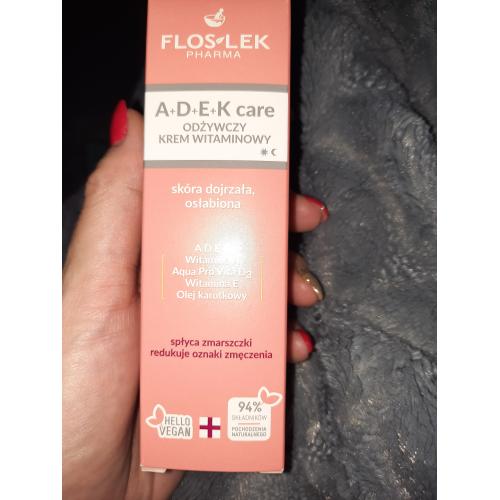 FLOS-LEK
PHARMA
A+D+E+K care
ODŻYWCZY
KREM WITAMINOWY
skóra dojrzała,
osłabiona
A D E
Aqua Pro Vita D3
Witamina E
Olej karotkowy
spłyca zmarszczki
redukuje oznaki zmęczenia
HELLO
VEGAN
94%
SKŁADNIKÓW
POCHODZENIA
NATURALNEGO